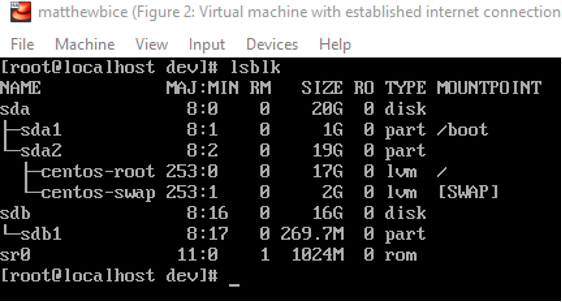 matthewbice (Figure 2: Virtual machine with established internet connection
File Machine View Input Devices Help
[root@localhost dev]# lsblk
NAME MAJ:MIN RM SIZE RO TYPE MOUNTPOINT
sda 8:0 0 20G 0 disk
├─sda1 8:1 0 1G 0 part /boot
└─sda2 8:2 0 19G 0 part
  ├─centos-root 253:0 0 17G 0 lvm /
  └─centos-swap 253:1 0 2G 0 lvm [SWAP]
sdb 8:16 0 16G 0 disk
└─sdb1 8:17 0 269.7M 0 part
sr0 11:0 1 1024M 0 rom
[root@localhost dev]# _